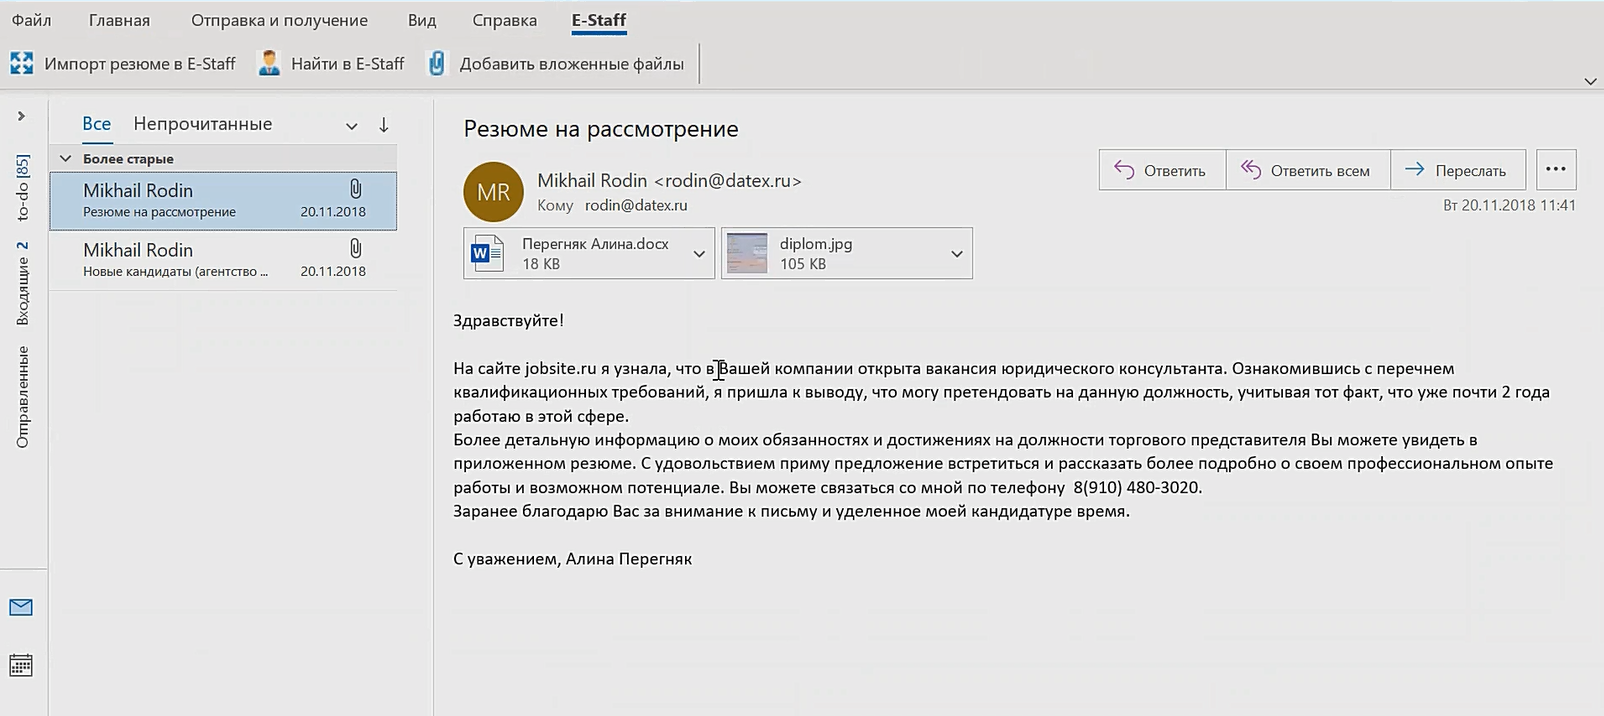 Файл Главная Отправка и получение Вид Справка E-Staff
Импорт резюме в E-Staff Найти в E-Staff Добавить вложенные файлы
to-do [85]
Входящие 2
Отправленные
Все Непрочитанные
Более старые
Mikhail Rodin
Резюме на рассмотрение 20.11.2018
Mikhail Rodin
Новые кандидаты (агентство ... 20.11.2018
Резюме на рассмотрение
MR
Mikhail Rodin <rodin@datex.ru>
Кому rodin@datex.ru
Ответить Ответить всем Переслать ...
Вт 20.11.2018 11:41
Перегняк Алина.docx
18 KB
diplom.jpg
105 KB
Здравствуйте!
На сайте jobsite.ru я узнала, что в Вашей компании открыта вакансия юридического консультанта. Ознакомившись с перечнем
квалификационных требований, я пришла к выводу, что могу претендовать на данную должность, учитывая тот факт, что уже почти 2 года
работаю в этой сфере.
Более детальную информацию о моих обязанностях и достижениях на должности торгового представителя Вы можете увидеть в
приложенном резюме. С удовольствием приму предложение встретиться и рассказать более подробно о своем профессиональном опыте
работы и возможном потенциале. Вы можете связаться со мной по телефону 8(910) 480-3020.
Заранее благодарю Вас за внимание к письму и уделенное моей кандидатуре время.
С уважением, Алина Перегняк